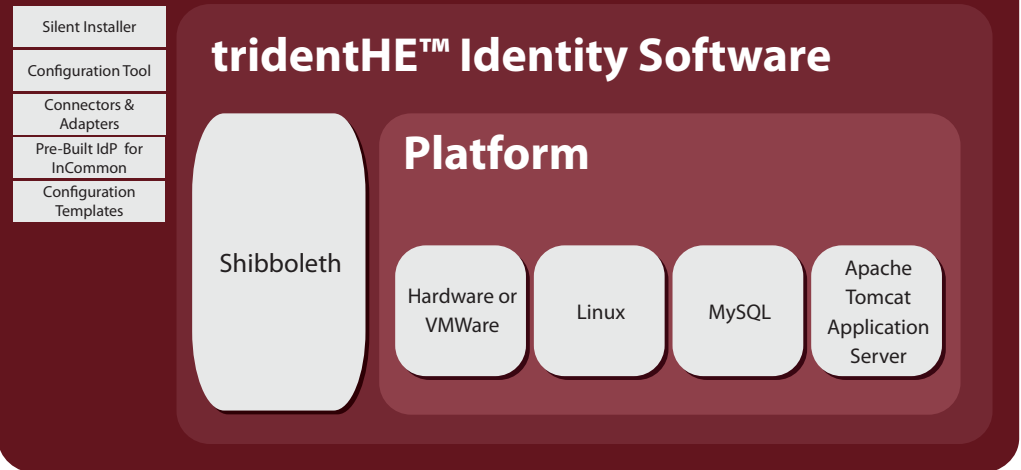 Silent Installer
Configuration Tool
Connectors &
Adapters
Pre-Built IdP for
InCommon
Configuration
Templates
tridentHE™ Identity Software
Shibboleth
Platform
Hardware or
VMWare
Linux
MySQL
Apache
Tomcat
Application
Server